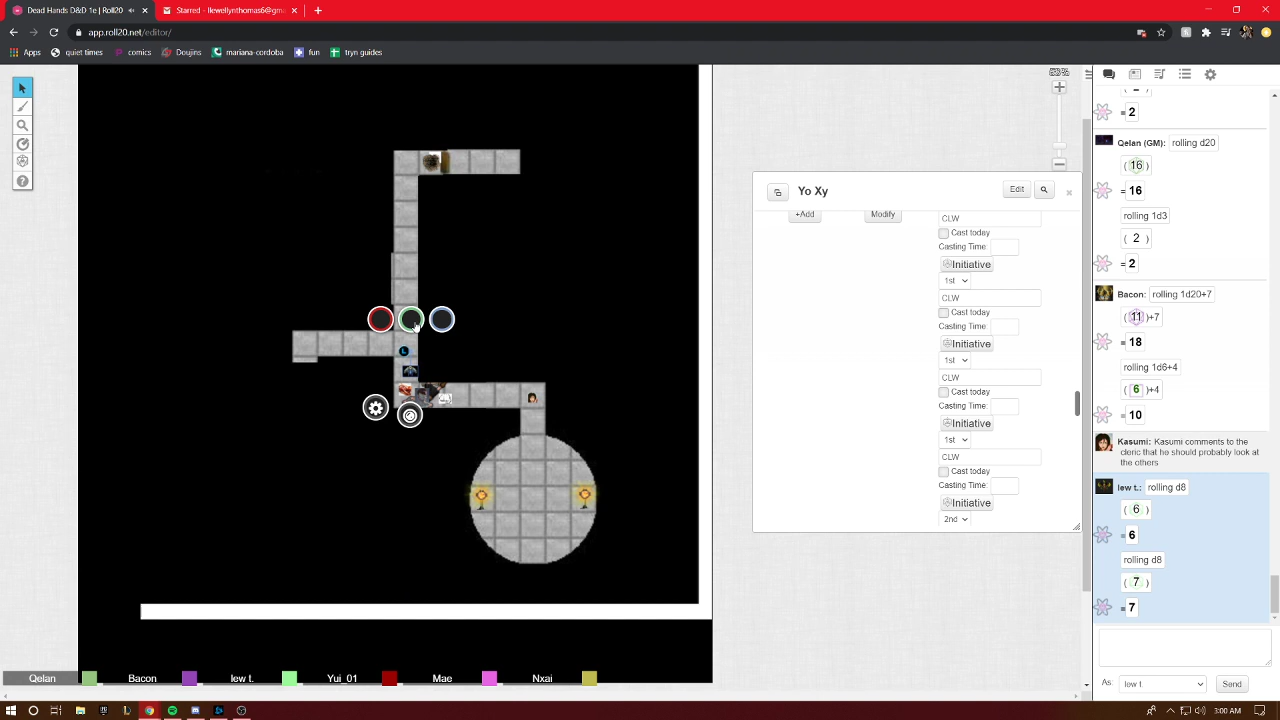 Dead Hands D&D 1e | Roll20
Starred - llewellynthomas6@gm
app.roll20.net/editor/
Apps
quiet times
comics
Doujins
mariana-cordoba
fun
tryn guides
= 2
Qelan (GM): rolling d20
( 16 )
= 16
rolling 1d3
( 2 )
= 2
Bacon: rolling 1d20+7
( 11 )+7
= 18
rolling 1d6+4
( 6 )+4
= 10
Kasumi: Kasumi comments to the
cleric that he should probably look at
the others
lew t.: rolling d8
( 6 )
= 6
rolling d8
( 7 )
= 7
As: lew t. Send
Yo Xy
Edit
+Add
Modify
CLW
Cast today
Casting Time:
Initiative
1st
CLW
Cast today
Casting Time:
Initiative
1st
CLW
Cast today
Casting Time:
Initiative
1st
CLW
Cast today
Casting Time:
Initiative
2nd
L
Qelan
Bacon
lew t.
Yui_01
Mae
Nxai
3:00 AM